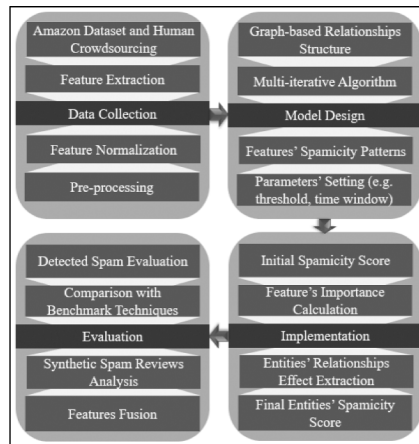 Amazon Dataset and Human
Crowdsourcing
Feature Extraction
Data Collection
Feature Normalization
Pre-processing
Graph-based Relationships
Structure
Multi-iterative Algorithm
Model Design
Features' Spamicity Patterns
Parameters' Setting (e.g.
threshold, time window)
Detected Spam Evaluation
Comparison with
Benchmark Techniques
Evaluation
Synthetic Spam Reviews
Analysis
Features Fusion
Initial Spamicity Score
Feature's Importance
Calculation
Implementation
Entities' Relationships
Effect Extraction
Final Entities' Spamicity
Score